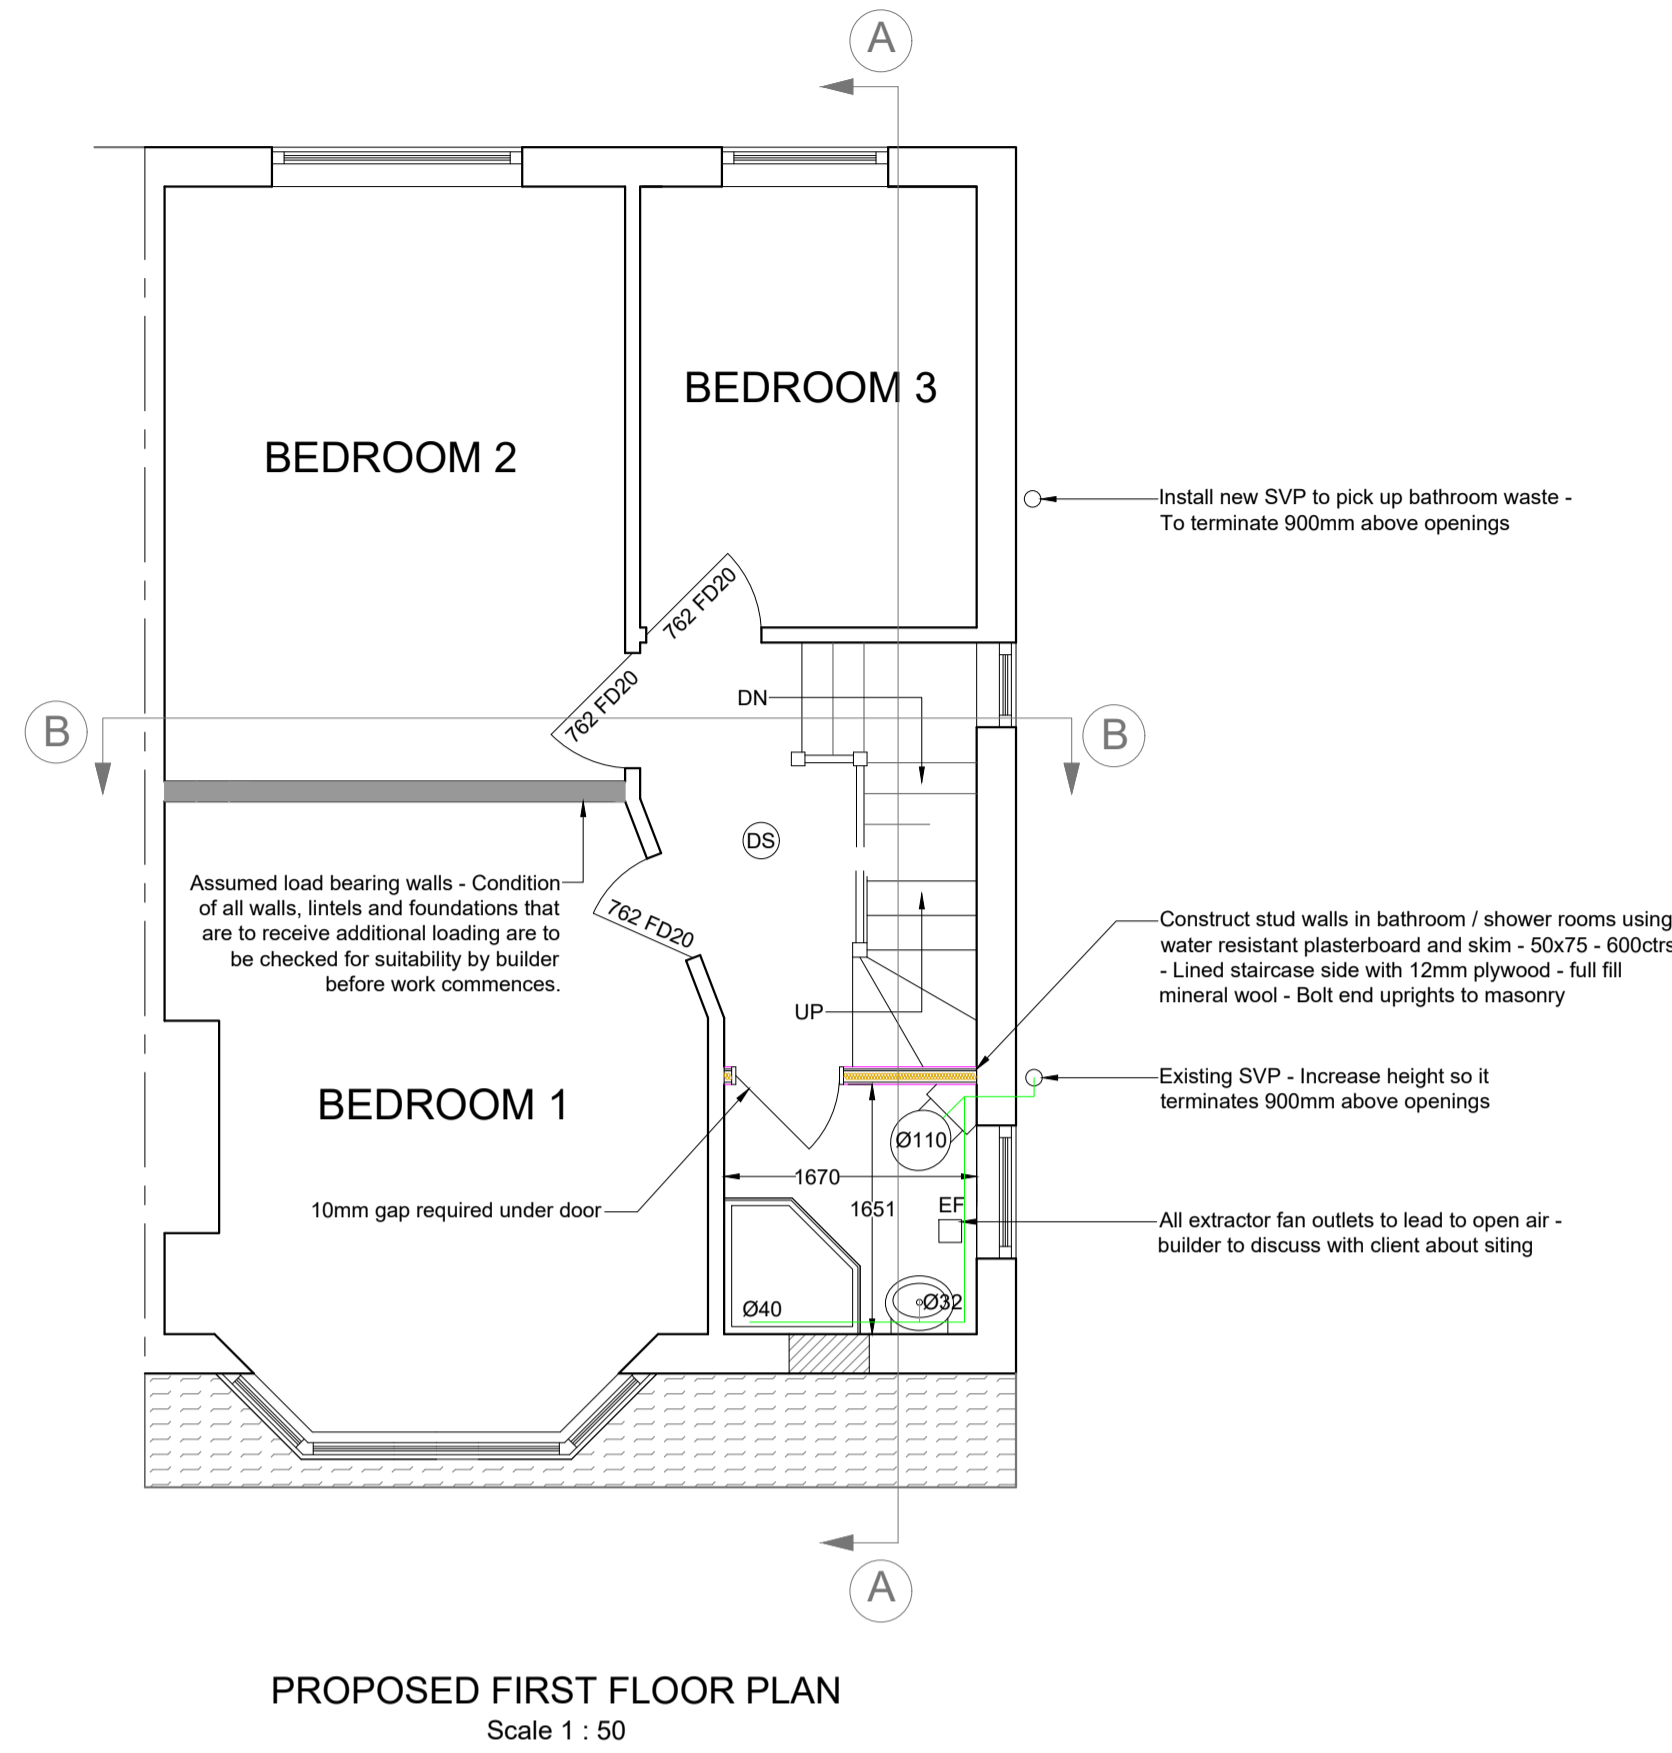 A
BEDROOM 3
BEDROOM 2
Install new SVP to pick up bathroom waste -
To terminate 900mm above openings
762 FD20
762 FD20
DN
B
B
DS
Assumed load bearing walls - Condition
of all walls, lintels and foundations that
are to receive additional loading are to
be checked for suitability by builder
before work commences.
762 FD20
Construct stud walls in bathroom / shower rooms using
water resistant plasterboard and skim - 50x75 - 600ctrs
- Lined staircase side with 12mm plywood - full fill
mineral wool - Bolt end uprights to masonry
UP
Existing SVP - Increase height so it
terminates 900mm above openings
BEDROOM 1
Ø110
1670
1651
EF
10mm gap required under door
All extractor fan outlets to lead to open air -
builder to discuss with client about siting
Ø40
Ø32
A
PROPOSED FIRST FLOOR PLAN
Scale 1 : 50